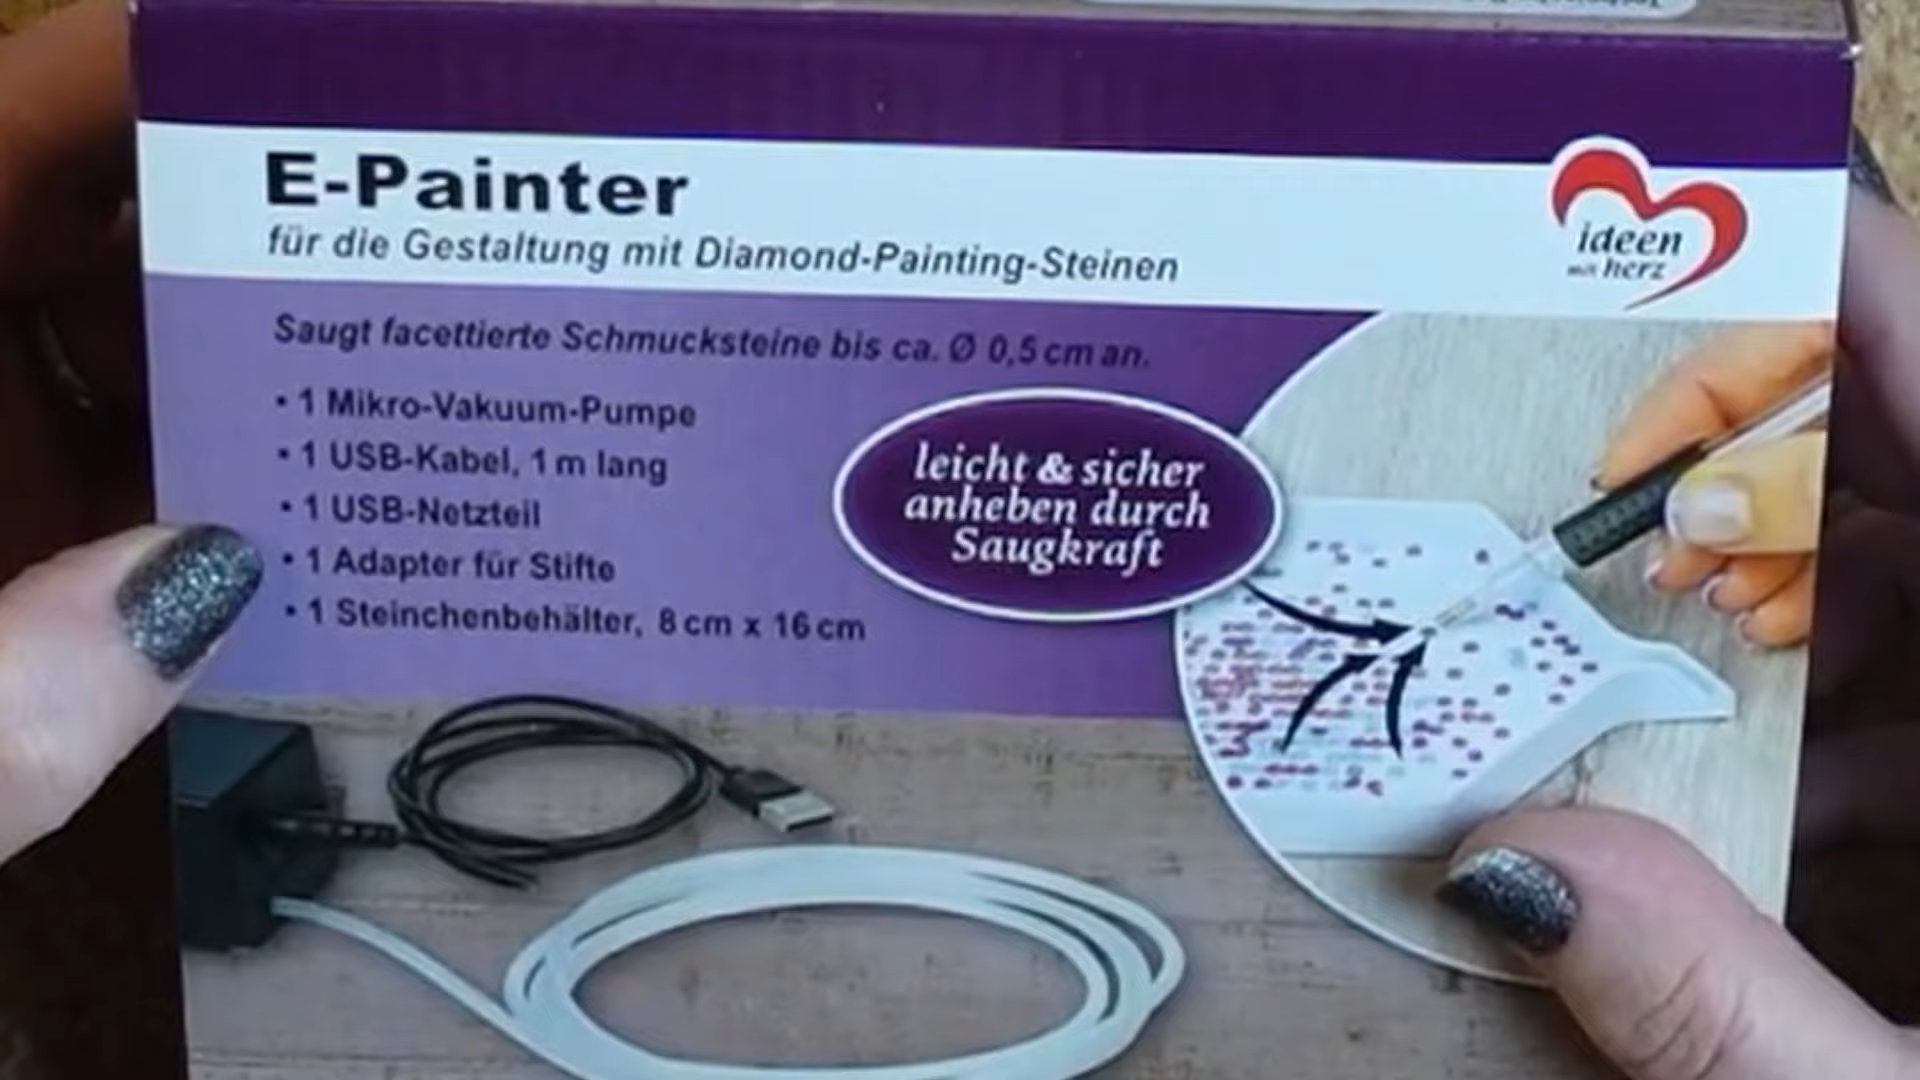 E-Painter
für die Gestaltung mit Diamond-Painting-Steinen
ideen
mit herz
Saugt facettierte Schmucksteine bis ca. Ø 0,5 cm an.
• 1 Mikro-Vakuum-Pumpe
• 1 USB-Kabel, 1 m lang
• 1 USB-Netzteil
• 1 Adapter für Stifte
• 1 Steinchenbehälter, 8 cm x 16 cm
leicht & sicher
anheben durch
Saugkraft